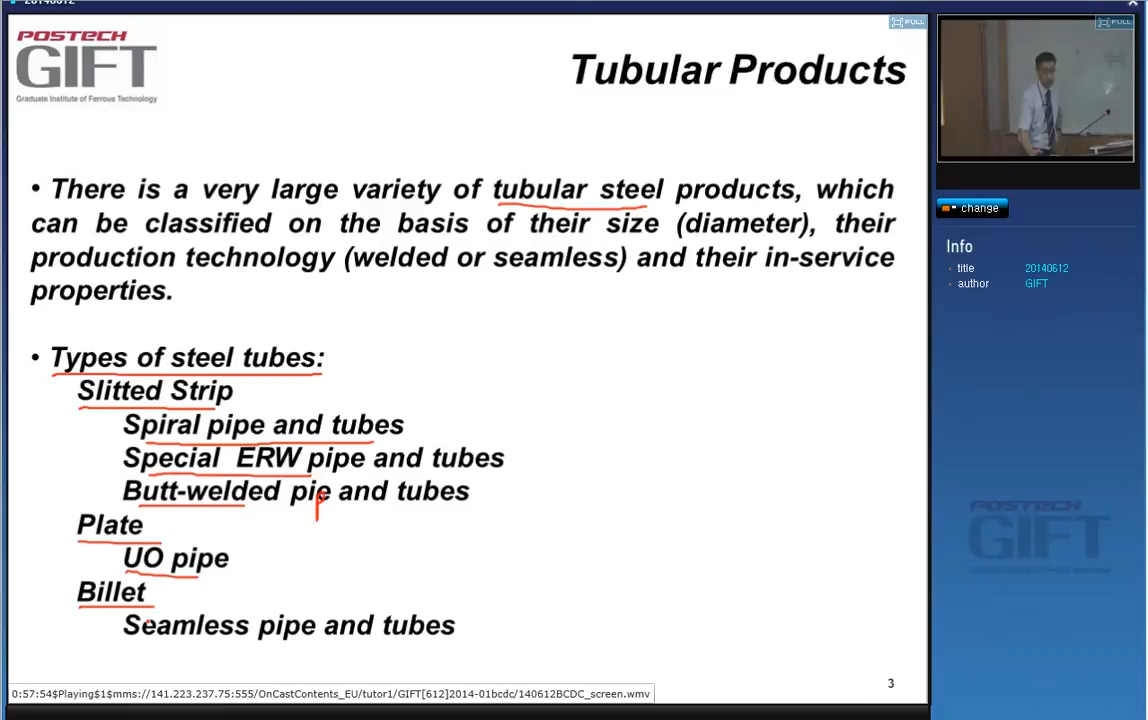 20140612
POSTECH
GIFT
Graduate Institute of Ferrous Technology
Tubular Products
FULL
FULL
• There is a very large variety of tubular steel products, which
can be classified on the basis of their size (diameter), their
production technology (welded or seamless) and their in-service
properties.
• Types of steel tubes:
Slitted Strip
Spiral pipe and tubes
Special ERW pipe and tubes
Butt-welded pie and tubes
p
Plate
UO pipe
Billet
Seamless pipe and tubes
3
0:57:54$Playing$1$mms://141.223.237.75:555/OnCastContents_EU/tutor1/GIFT[612]2014-01bcdc/140612BCDC_screen.wmv
change
Info
title 20140612
author GIFT
POSTECH
GIFT